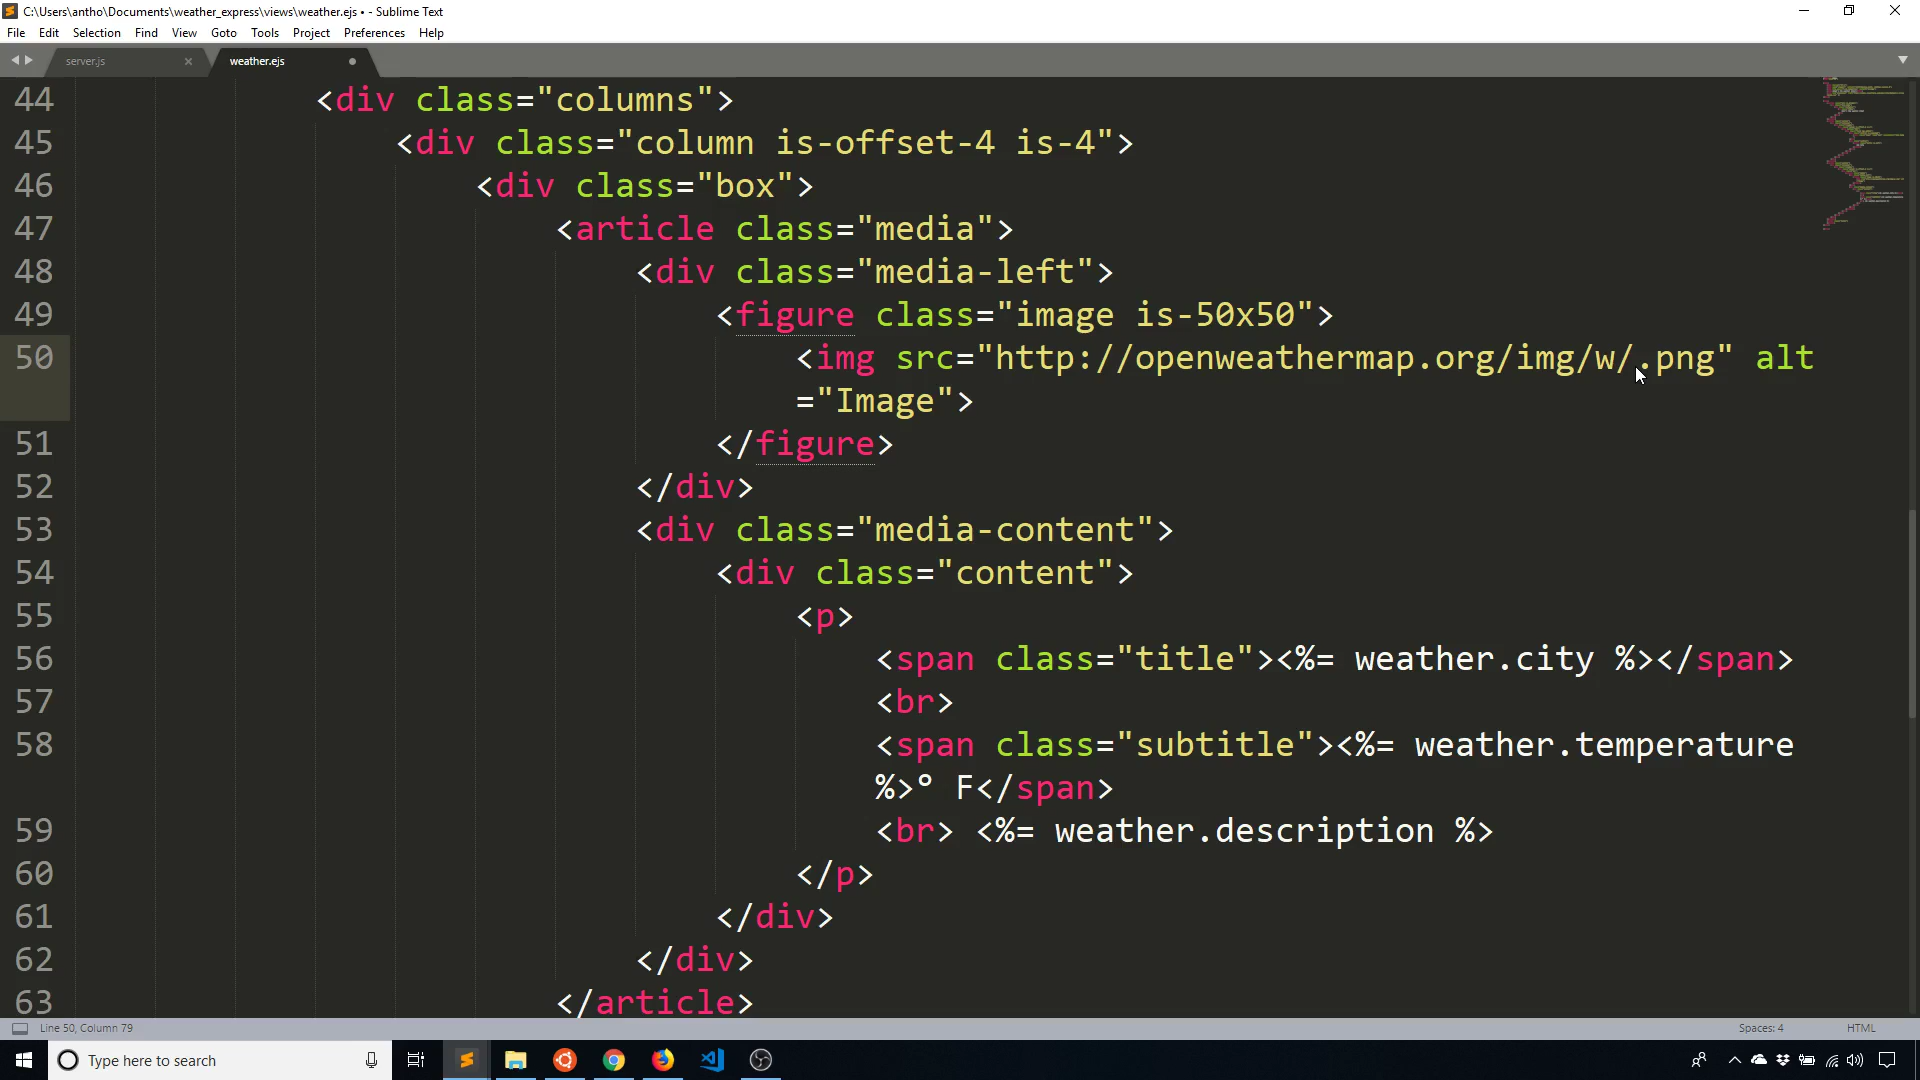 C:\Users\antho\Documents\weather_express\views\weather.ejs • - Sublime Text
File Edit Selection Find View Goto Tools Project Preferences Help
server.js weather.ejs
44 <div class="columns">
45 <div class="column is-offset-4 is-4">
46 <div class="box">
47 <article class="media">
48 <div class="media-left">
49 <figure class="image is-50x50">
50 <img src="http://openweathermap.org/img/w/.png" alt
="Image">
51 </figure>
52 </div>
53 <div class="media-content">
54 <div class="content">
55 <p>
56 <span class="title"><%= weather.city %></span>
57 <br>
58 <span class="subtitle"><%= weather.temperature
%>° F</span>
59 <br> <%= weather.description %>
60 </p>
61 </div>
62 </div>
63 </article>
Line 50, Column 79 Spaces: 4 HTML
Type here to search